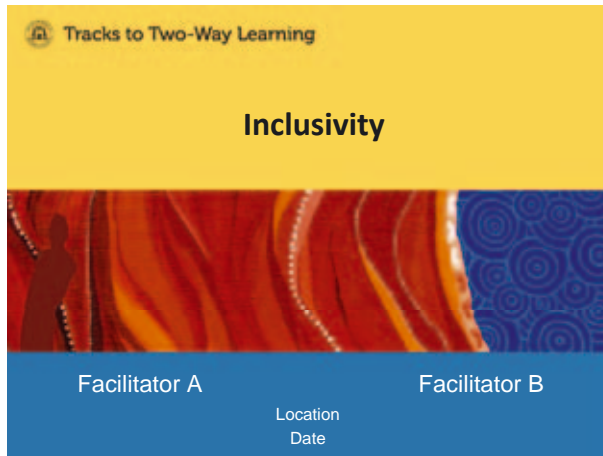 Tracks to Two-Way Learning
Inclusivity
Facilitator A Facilitator B
Location
Date